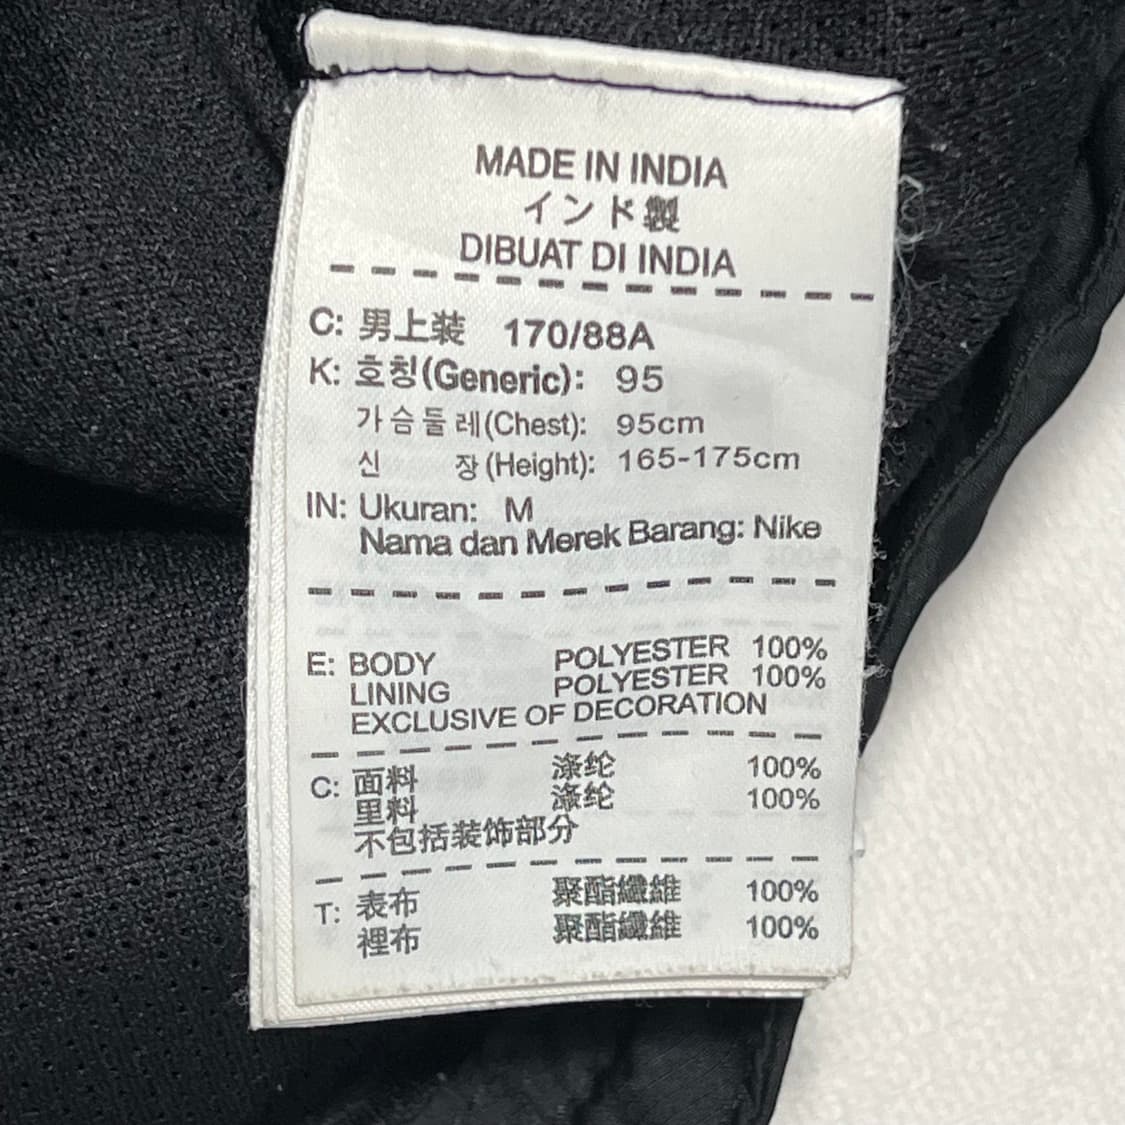 MADE IN INDIA
インド製
DIBUAT DI INDIA
C: 男上装 170/88A
K: 호칭(Generic): 95
가슴둘레(Chest): 95cm
신 장(Height): 165-175cm
IN: Ukuran: M
Nama dan Merek Barang: Nike
E: BODY POLYESTER 100%
LINING POLYESTER 100%
EXCLUSIVE OF DECORATION
C: 面料 涤纶 100%
里料 涤纶 100%
不包括装饰部分
T: 表布 聚酯纖維 100%
裡布 聚酯纖維 100%